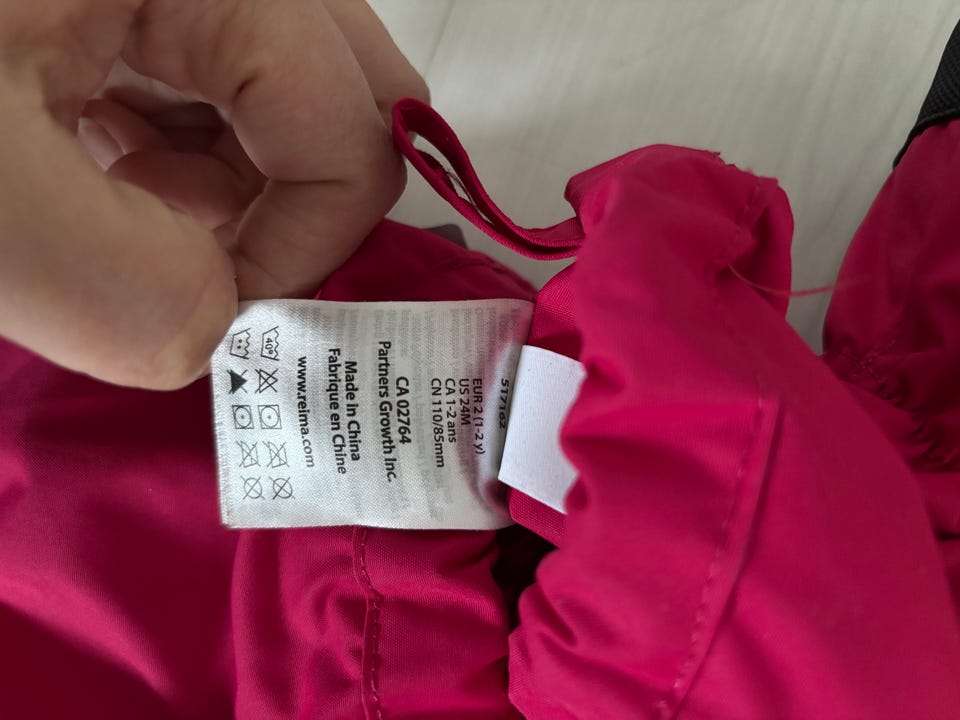 517162
EUR 2 (1-2 y)
US 24M
CA 1-2 ans
CN 110/85mm
CA 02764
Partners Growth Inc.
Made in China
Fabrique en Chine
www.reima.com
40°